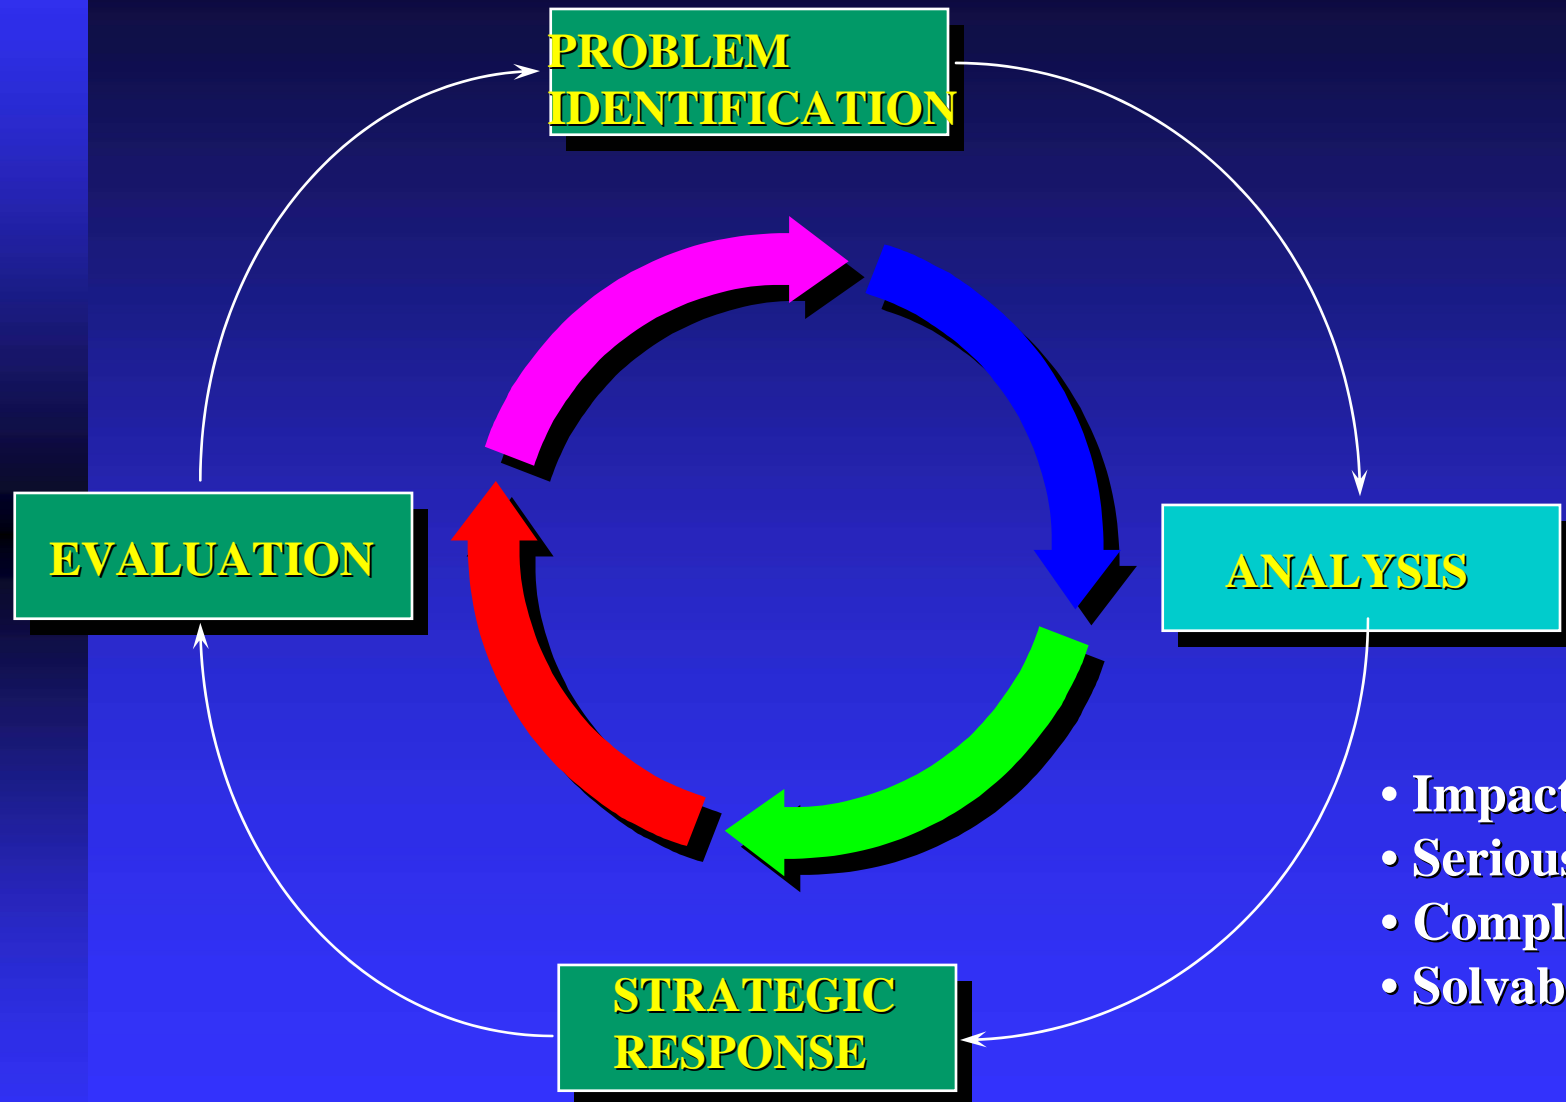 PROBLEM
IDENTIFICATION
EVALUATION
ANALYSIS
• Impact
• Serious
• Compl
• Solvab
STRATEGIC
RESPONSE